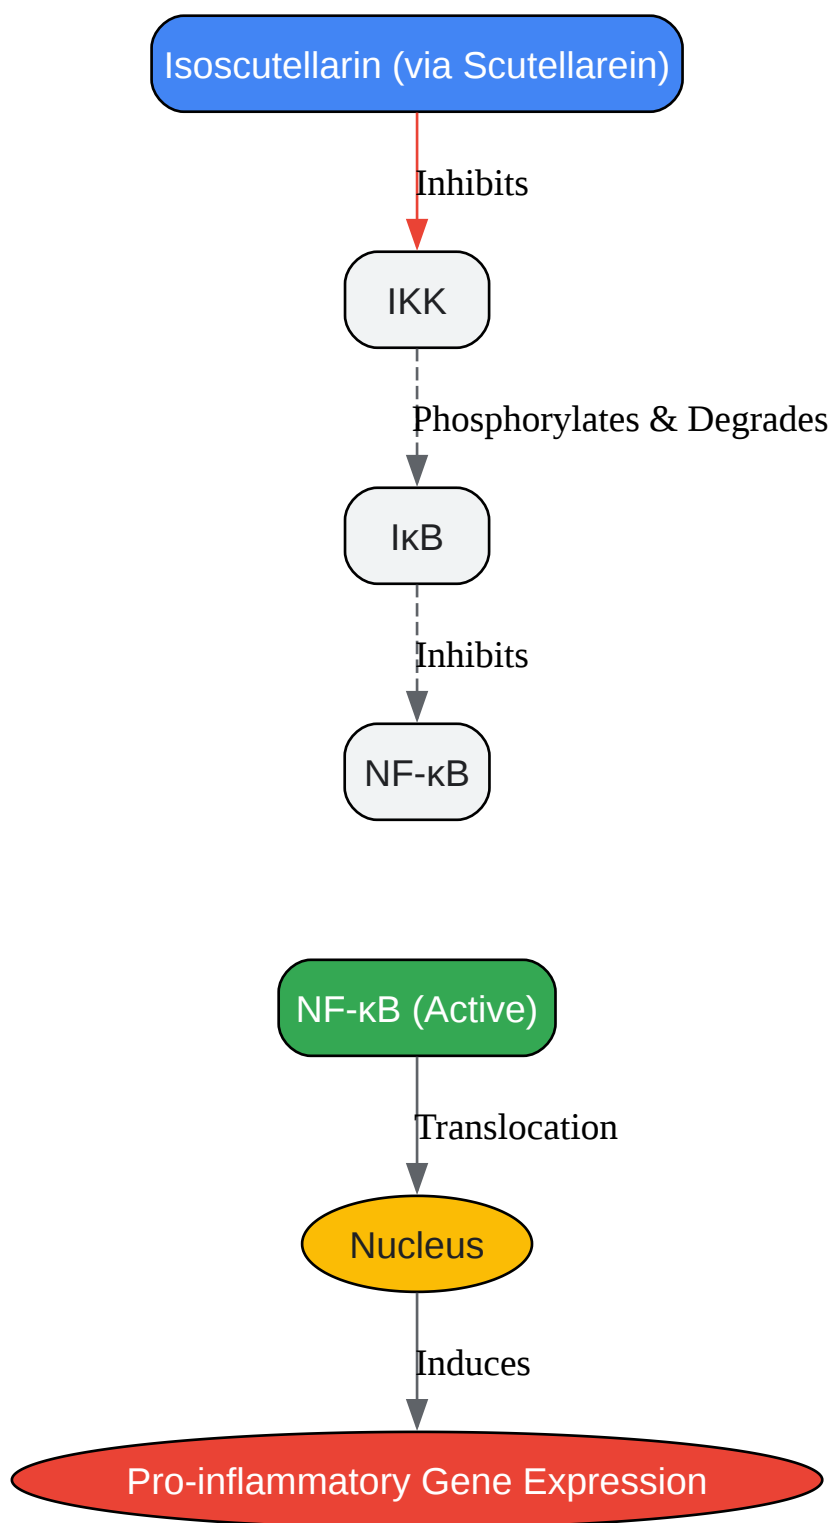 Isoscutellarin (via Scutellarein)
Inhibits
IKK
Phosphorylates & Degrades
IκB
Inhibits
NF-κB
NF-κB (Active)
Translocation
Nucleus
Induces
Pro-inflammatory Gene Expression